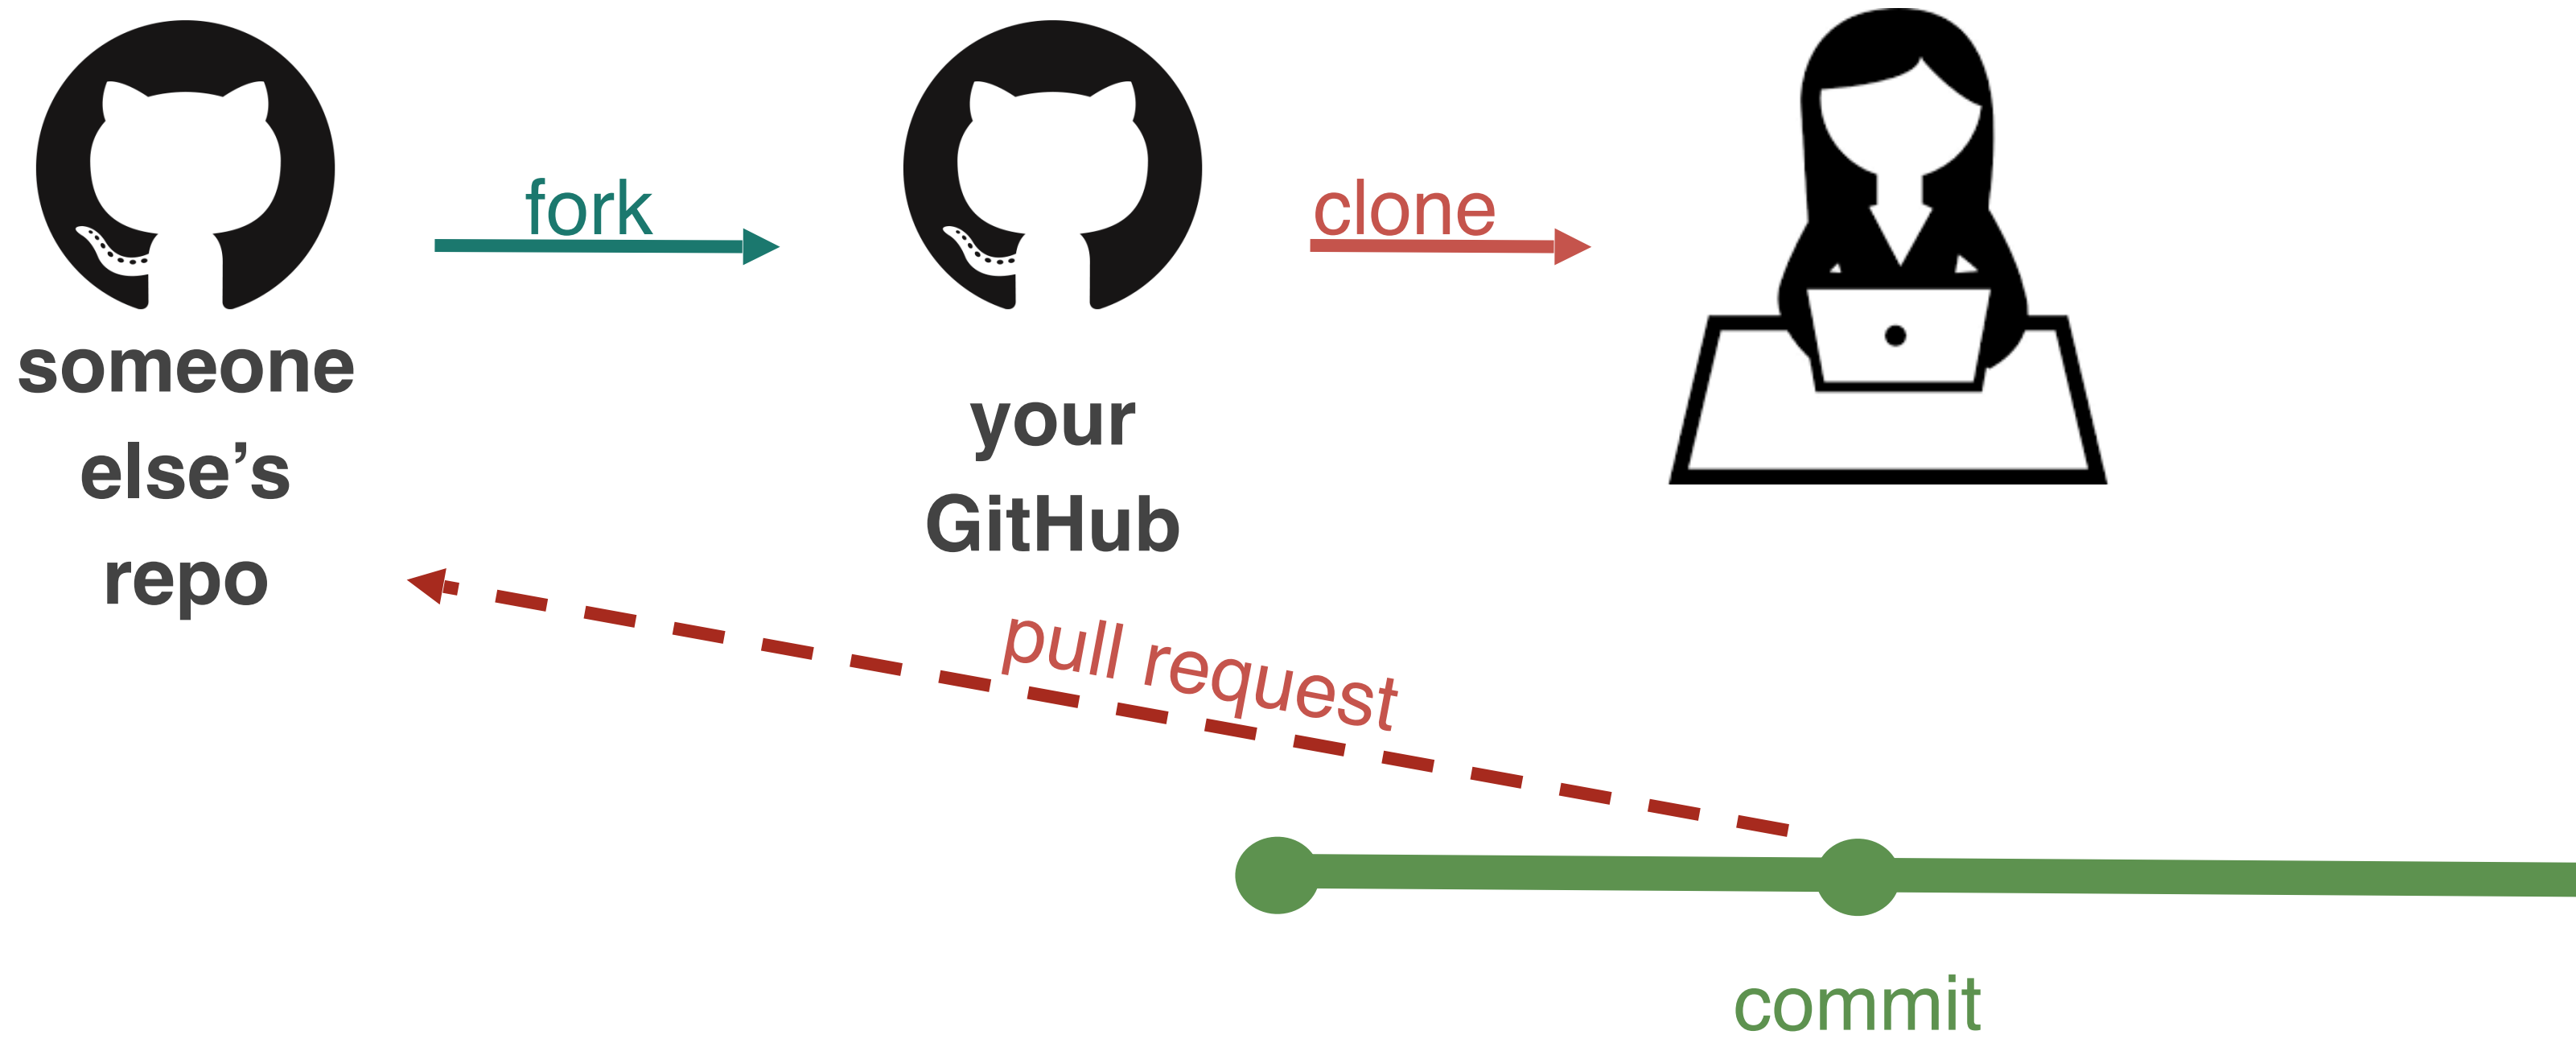 fork
clone
someone
else’s
repo
your
GitHub
pull request
commit